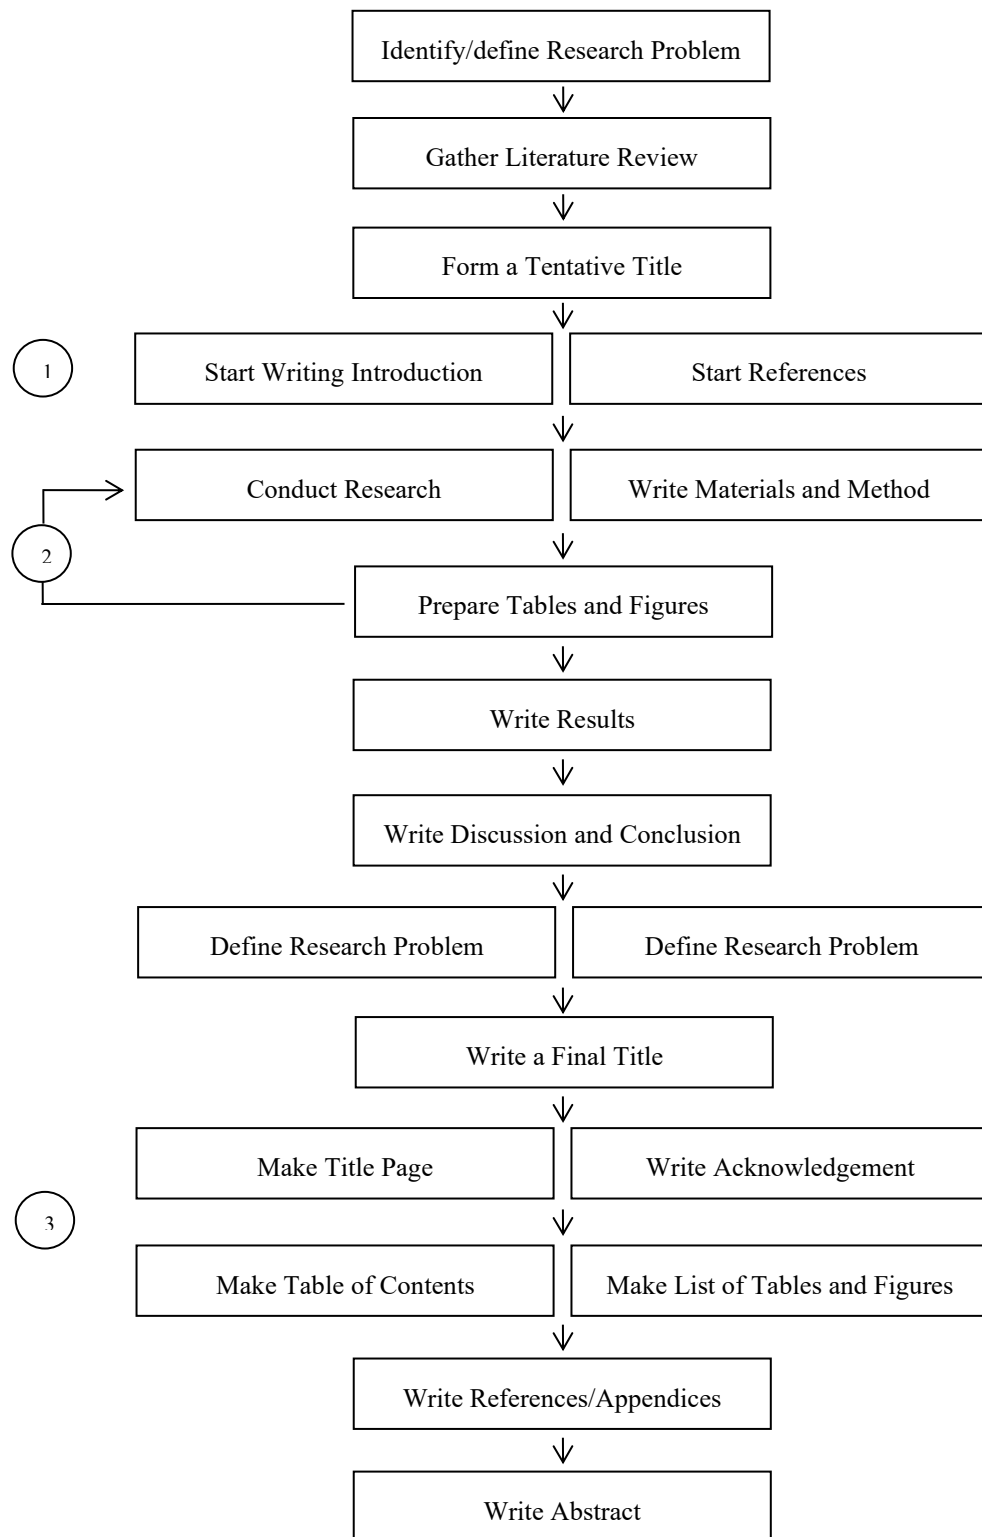 Identify/define Research Problem
Gather Literature Review
Form a Tentative Title
1
Start Writing Introduction
Start References
Conduct Research
Write Materials and Method
2
Prepare Tables and Figures
Write Results
Write Discussion and Conclusion
Define Research Problem
Define Research Problem
Write a Final Title
Make Title Page
Write Acknowledgement
3
Make Table of Contents
Make List of Tables and Figures
Write References/Appendices
Write Abstract